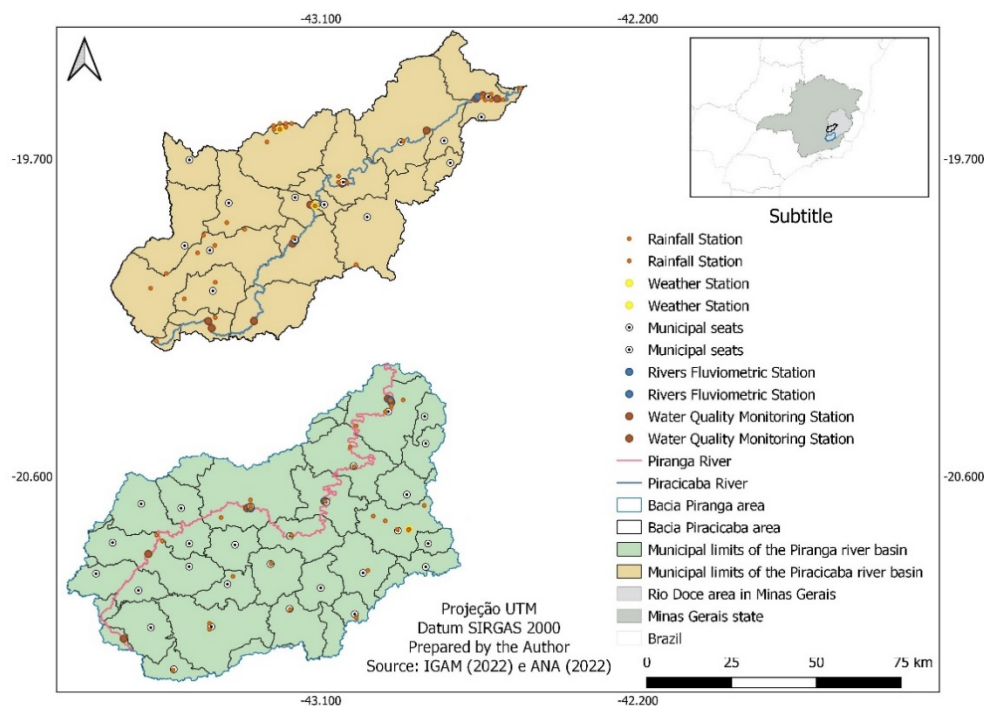 -43.100
-42.200
-19.700
-19.700
Subtitle
Rainfall Station
Rainfall Station
Weather Station
Weather Station
Municipal seats
Municipal seats
Rivers Fluviometric Station
Rivers Fluviometric Station
Water Quality Monitoring Station
Water Quality Monitoring Station
Piranga River
Piracicaba River
Bacia Piranga area
Bacia Piracicaba area
Municipal limits of the Piranga river basin
Municipal limits of the Piracicaba river basin
Rio Doce area in Minas Gerais
Minas Gerais state
Brazil
-20.600
-20.600
Projeção UTM
Datum SIRGAS 2000
Prepared by the Author
Source: IGAM (2022) e ANA (2022)
0 25 50 75 km
-43.100
-42.200